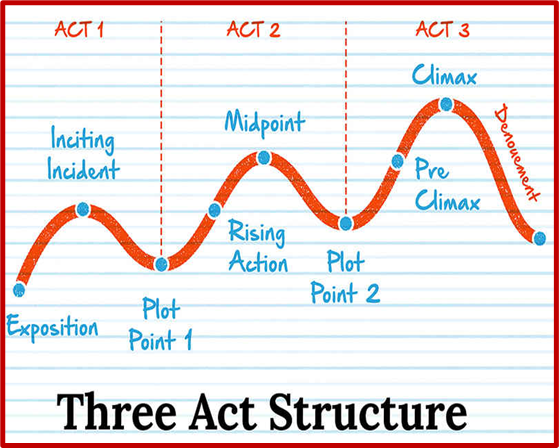 ACT 1
ACT 2
ACT 3
Climax
Denouement
Midpoint
Inciting
Incident
Pre
Climax
Rising
Action
Plot
Point 2
Plot
Point 1
Exposition
Three Act Structure